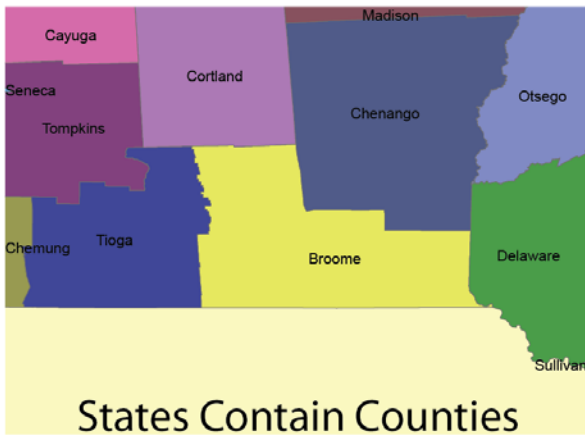 Madison
Cayuga
Cortland
Seneca
Otsego
Chenango
Tompkins
Chemung
Tioga
Broome
Delaware
Sullivan
States Contain Counties